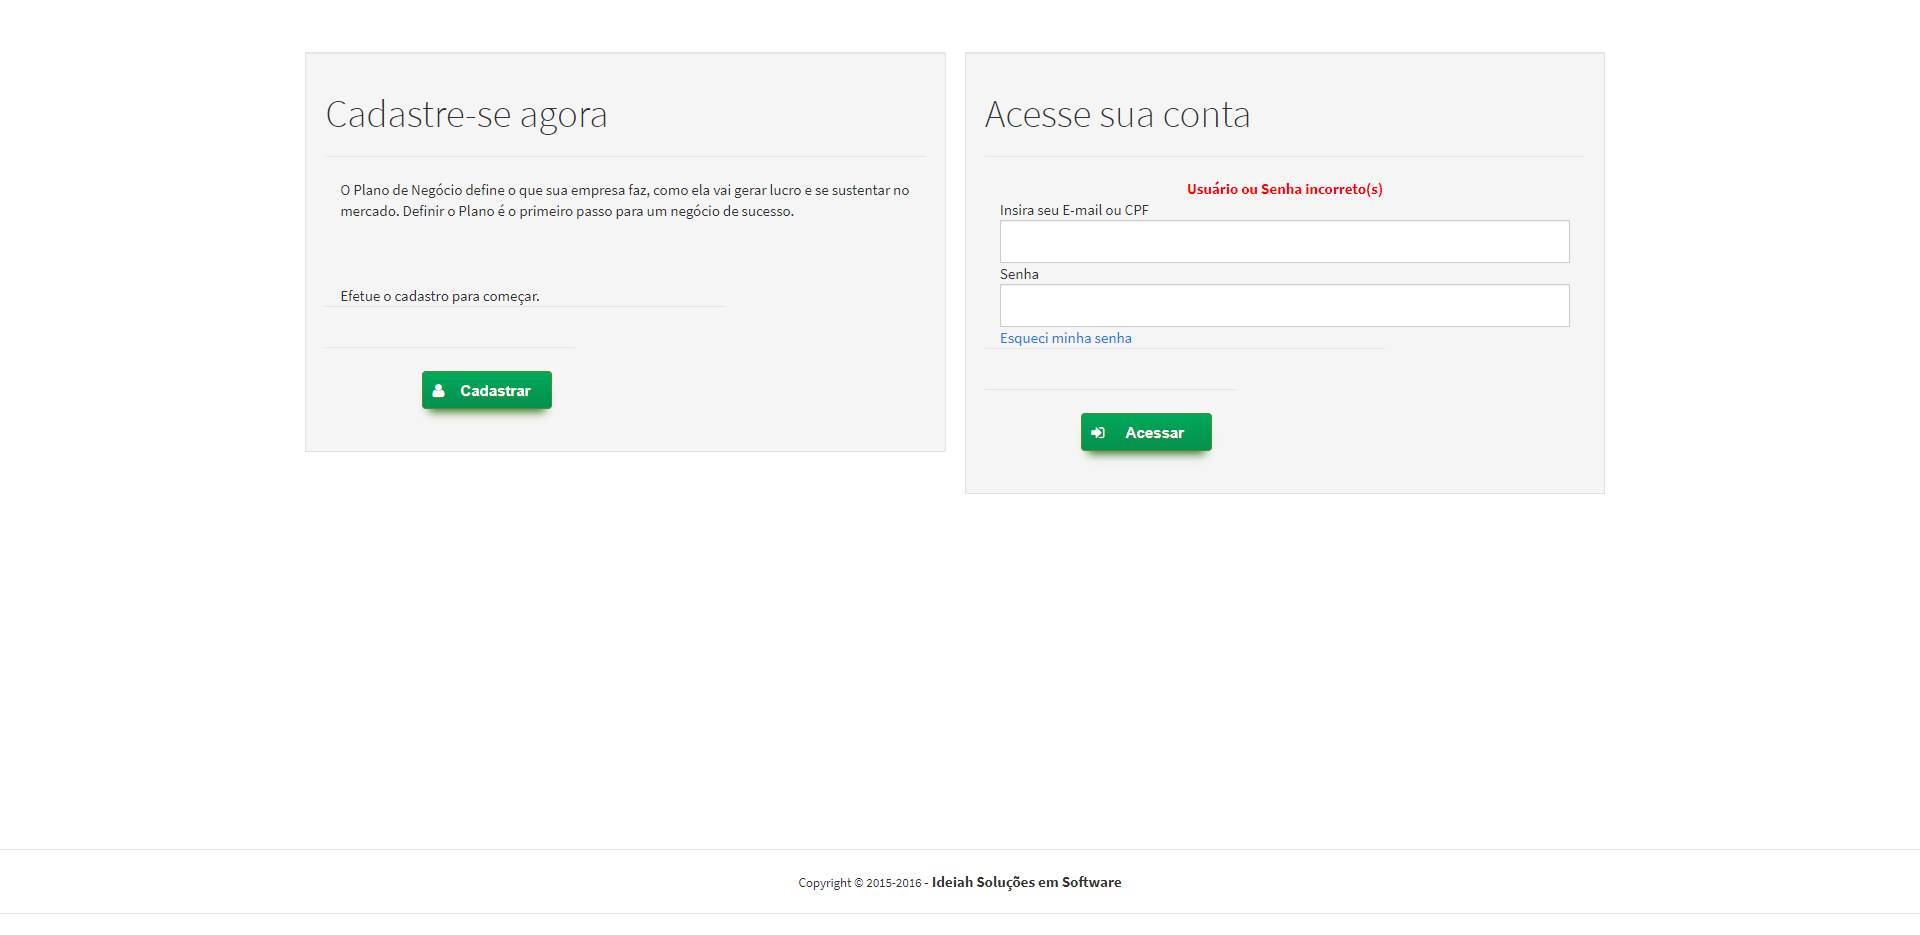 Cadastre-se agora
O Plano de Negócio define o que sua empresa faz, como ela vai gerar lucro e se sustentar no
mercado. Definir o Plano é o primeiro passo para um negócio de sucesso.
Efetue o cadastro para começar.
Cadastrar
Acesse sua conta
Usuário ou Senha incorreto(s)
Insira seu E-mail ou CPF
Senha
Esqueci minha senha
Acessar
Copyright © 2015-2016 - Ideiah Soluções em Software